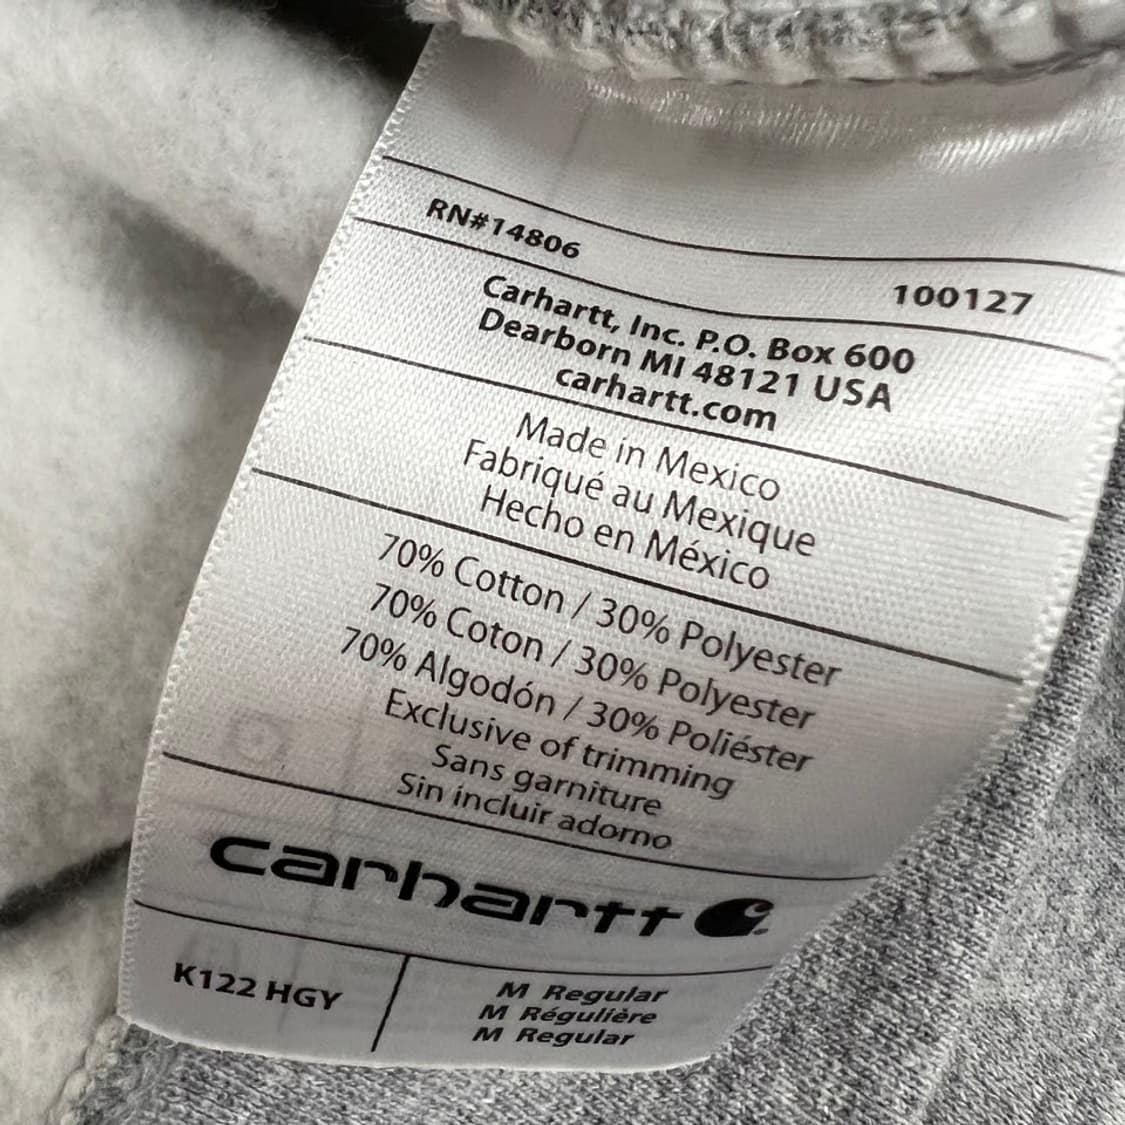 RN#14806
100127
Carhartt, Inc. P.O. Box 600
Dearborn MI 48121 USA
carhartt.com
Made in Mexico
Fabriqué au Mexique
Hecho en México
70% Cotton / 30% Polyester
70% Coton / 30% Polyester
70% Algodón / 30% Poliéster
Exclusive of trimming
Sans garniture
Sin incluir adorno
carhartt
K122 HGY
M Regular
M Régulière
M Regular